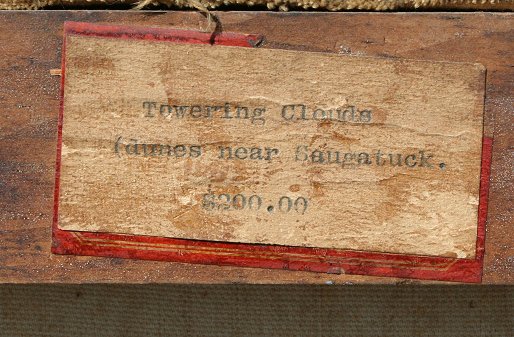 Towering Clouds
(dunes near Saugatuck.
$200.00